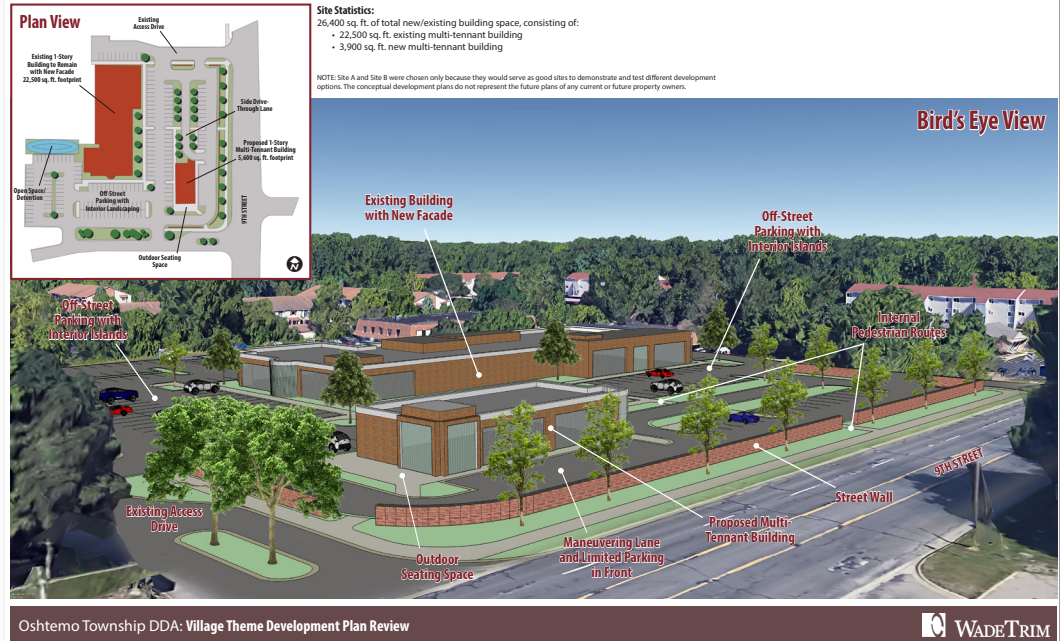 Plan View
Existing
Access Drive
Existing 1-Story
Building to Remain
with New Facade
22,500 sq. ft. footprint
Side Drive-
Through Lane
Proposed 1-Story
Multi-Tennant Building
5,600 sq. ft. footprint
Open Space/
Detention
Off-Street
Parking with
Interior Landscaping
9TH STREET
Outdoor Seating
Space
N
Site Statistics:
26,400 sq. ft. of total new/existing building space, consisting of:
• 22,500 sq. ft. existing multi-tennant building
• 3,900 sq. ft. new multi-tennant building
NOTE: Site A and Site B were chosen only because they would serve as good sites to demonstrate and test different development
options. The conceptual development plans do not represent the future plans of any current or future property owners.
Bird's Eye View
Existing Building
with New Facade
Off-Street
Parking with
Interior Islands
Off-Street
Parking with
Interior Islands
Internal
Pedestrian Routes
9TH STREET
Street Wall
Existing Access
Drive
Proposed Multi-
Tennant Building
Maneuvering Lane
and Limited Parking
in Front
Outdoor
Seating Space
Oshtemo Township DDA: Village Theme Development Plan Review
WADETRIM